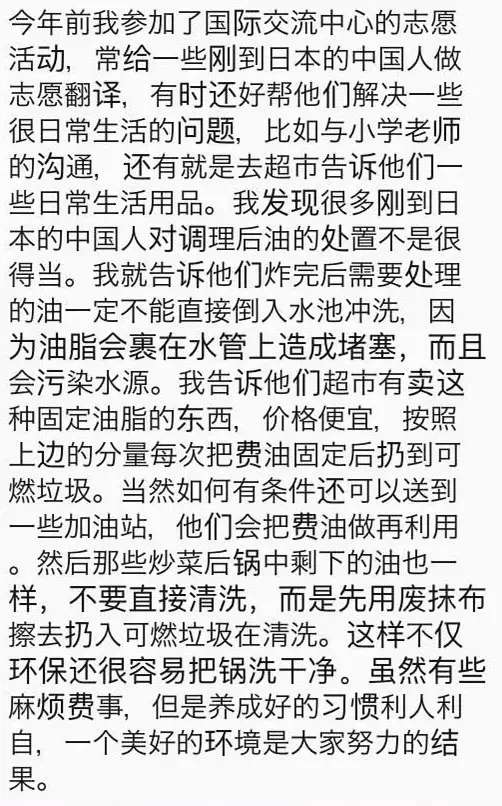 今年前我参加了国际交流中心的志愿
活动，常给一些刚到日本的中国人做
志愿翻译，有时还好帮他们解决一些
很日常生活的问题，比如与小学老师
的沟通，还有就是去超市告诉他们一
些日常生活用品。我发现很多刚到日
本的中国人对调理后油的处置不是很
得当。我就告诉他们炸完后需要处理
的油一定不能直接倒入水池冲洗，因
为油脂会裹在水管上造成堵塞，而且
会污染水源。我告诉他们超市有卖这
种固定油脂的东西，价格便宜，按照
上边的分量每次把费油固定后扔到可
燃垃圾。当然如何有条件还可以送到
一些加油站，他们会把费油做再利用
。然后那些炒菜后锅中剩下的油也一
样，不要直接清洗，而是先用废抹布
擦去扔入可燃垃圾在清洗。这样不仅
环保还很容易把锅洗干净。虽然有些
麻烦费事，但是养成好的习惯利人利
自，一个美好的环境是大家努力的结
果。